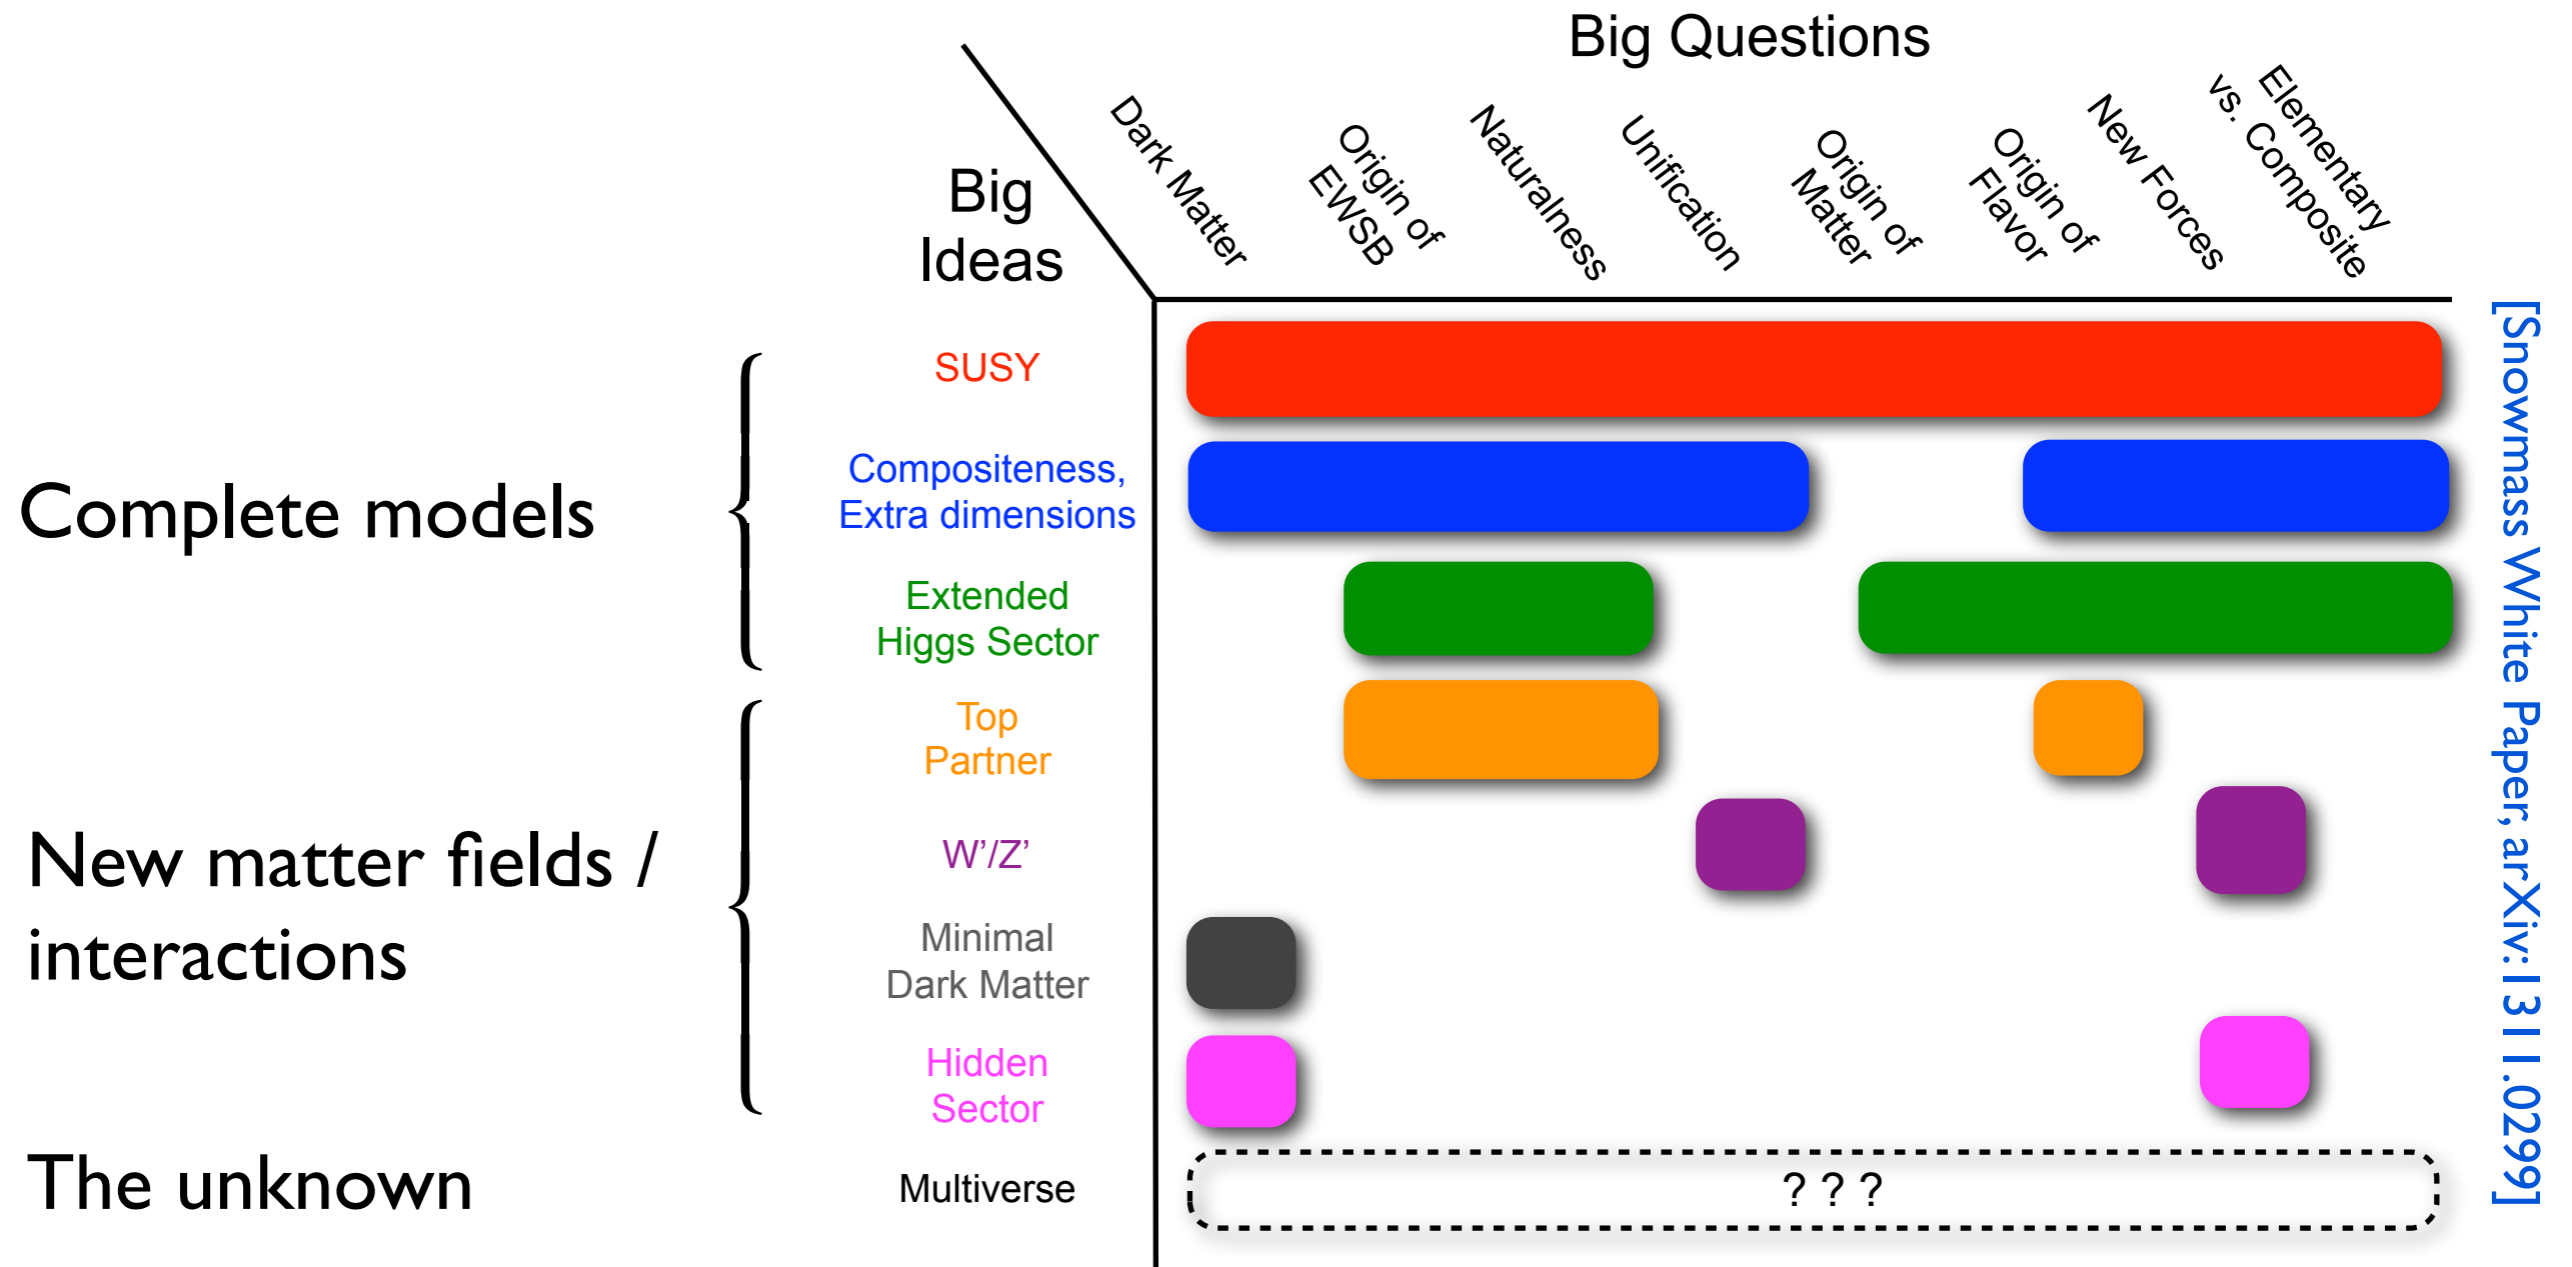 Big Questions
Big
Ideas
Dark Matter
Origin of
EWSB
Naturalness
Unification
Origin of
Matter
Origin of
Flavor
New Forces
Elementary
vs. Composite
Complete models
SUSY
Compositeness,
Extra dimensions
Extended
Higgs Sector
New matter fields /
interactions
Top
Partner
W’/Z’
Minimal
Dark Matter
Hidden
Sector
The unknown
Multiverse
? ? ?
[Snowmass White Paper, arXiv:1311.0299]